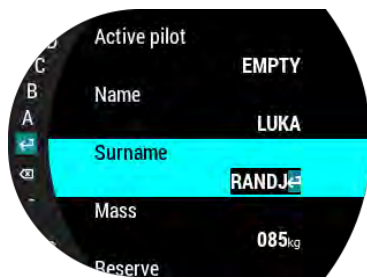 Active pilot
EMPTY
C
B
Name
A
LUKA
Surname
RANDJ
Mass
085kg
Reserve